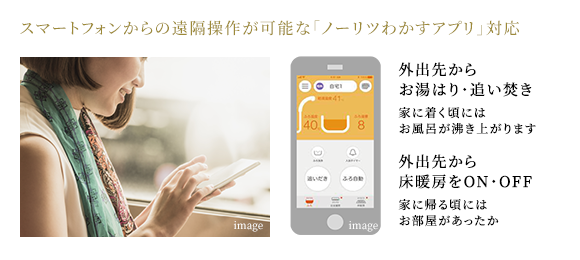 スマートフォンからの遠隔操作が可能な「ノーリツわかすアプリ」対応
image
自宅1
41
40
8
追いだき
ふろ自動
image
外出先から
お湯はり・追い焚き
家に着く頃には
お風呂が沸き上がります
外出先から
床暖房をON・OFF
家に帰る頃には
お部屋があったか